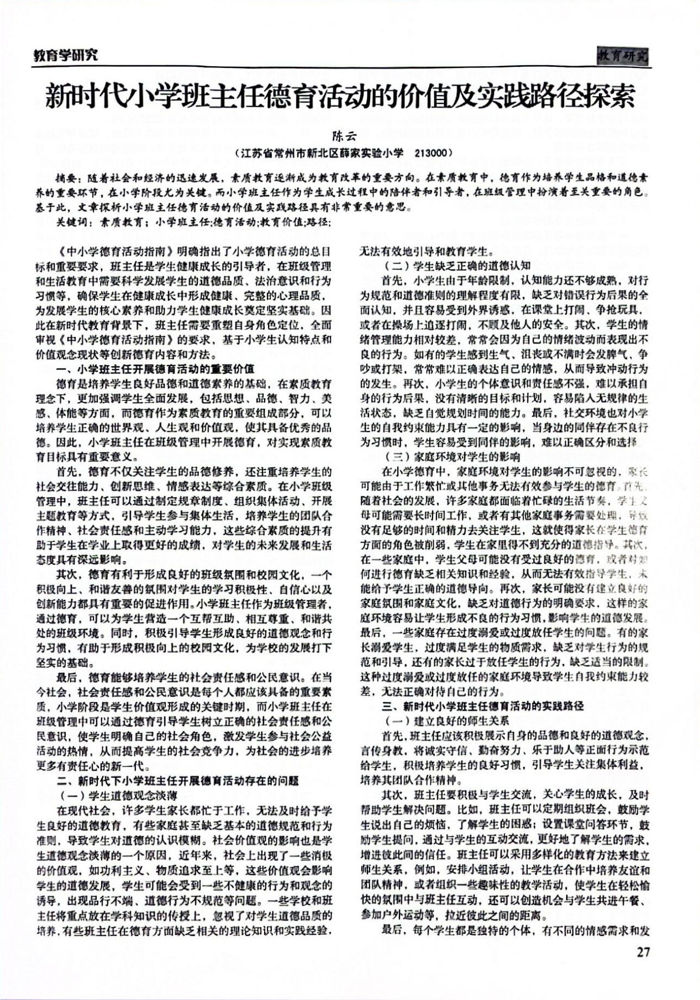 教育学研究
教育研究
新时代小学班主任德育活动的价值及实践路径探索
陈云
（江苏省常州市新北区薛家实验小学　213000）
摘要：随着社会和经济的迅速发展，素质教育逐渐成为教育改革的重要方向。在素质教育中，德育作为培养学生品格和道德素
养的重要环节，在小学阶段尤为关键。而小学班主任作为学生成长过程中的陪伴者和引导者，在班级管理中扮演着至关重要的角色。
基于此，文章探析小学班主任德育活动的价值及实践路径具有非常重要的意思。
关键词：素质教育；小学班主任;德育活动;教育价值;路径;
《中小学德育活动指南》明确指出了小学德育活动的总目
标和重要要求，班主任是学生健康成长的引导者，在班级管理
和生活教育中需要科学发展学生的道德品质、法治意识和行为
习惯等，确保学生在健康成长中形成健康、完整的心理品质，
为发展学生的核心素养和助力学生健康成长奠定坚实基础。因
此在新时代教育背景下，班主任需要重塑自身角色定位，全面
审视《中小学德育活动指南》的要求，基于小学生认知特点和
价值观念现状等创新德育内容和方法。
一、小学班主任开展德育活动的重要价值
德育是培养学生良好品德和道德素养的基础，在素质教育
理念下，更加强调学生全面发展，包括思想、品德、智力、美
感、体能等方面，而德育作为素质教育的重要组成部分，可以
培养学生正确的世界观、人生观和价值观，使其具备优秀的品
德。因此，小学班主任在班级管理中开展德育，对实现素质教
育目标具有重要意义。
首先，德育不仅关注学生的品德修养，还注重培养学生的
社会交往能力、创新思维、情感表达等综合素质。在小学班级
管理中，班主任可以通过制定规章制度、组织集体活动、开展
主题教育等方式，引导学生参与集体生活，培养学生的团队合
作精神、社会责任感和主动学习能力，这些综合素质的提升有
助于学生在学业上取得更好的成绩，对学生的未来发展和生活
态度具有深远影响。
其次，德育有利于形成良好的班级氛围和校园文化，一个
积极向上、和谐友善的氛围对学生的学习积极性、自信心以及
创新能力都具有重要的促进作用。小学班主任作为班级管理者，
通过德育，可以为学生营造一个互帮互助、相互尊重、和谐共
处的班级环境。同时，积极引导学生形成良好的道德观念和行
为习惯，有助于形成积极向上的校园文化，为学校的发展打下
坚实的基础。
最后，德育能够培养学生的社会责任感和公民意识。在当
今社会，社会责任感和公民意识是每个人都应该具备的重要素
质，小学阶段是学生价值观形成的关键时期，而小学班主任在
班级管理中可以通过德育引导学生树立正确的社会责任感和公
民意识，使学生明确自己的社会角色，激发学生参与社会公益
活动的热情，从而提高学生的社会竞争力，为社会的进步培养
更多有责任心的新一代。
二、新时代下小学班主任开展德育活动存在的问题
（一）学生道德观念淡薄
在现代社会，许多学生家长都忙于工作，无法及时给予学
生良好的道德教育，有些家庭甚至缺乏基本的道德规范和行为
准则，导致学生对道德的认识模糊。社会价值观的影响也是学
生道德观念淡薄的一个原因，近年来，社会上出现了一些消极
的价值观，如功利主义、物质追求至上等，这些价值观会影响
学生的道德发展，学生可能会受到一些不健康的行为和观念的
诱导，出现品行不端、道德行为不规范等问题。一些学校和班
主任将重点放在学科知识的传授上，忽视了对学生道德品质的
培养，有些班主任在德育方面缺乏相关的理论知识和实践经验，
无法有效地引导和教育学生。
（二）学生缺乏正确的道德认知
首先，小学生由于年龄限制，认知能力还不够成熟，对行
为规范和道德准则的理解程度有限，缺乏对错误行为后果的全
面认知，并且容易受到外界诱惑，在课堂上打闹、争抢玩具，
或者在操场上追逐打闹，不顾及他人的安全。其次，学生的情
绪管理能力相对较差，常常会因为自己的情绪波动而表现出不
良的行为。如有的学生感到生气、沮丧或不满时会发脾气、争
吵或打架，常常难以正确表达自己的情感，从而导致冲动行为
的发生。再次，小学生的个体意识和责任感不强，难以承担自
身的行为后果，没有清晰的目标和计划，容易陷入无规律的生
活状态，缺乏自觉规划时间的能力。最后，社交环境也对小学
生的自我约束能力具有一定的影响，当身边的同伴存在不良行
为习惯时，学生容易受到同伴的影响，难以正确区分和选择
（三）家庭环境对学生的影响
在小学德育中，家庭环境对学生的影响不可忽视的，家长
可能由于工作繁忙或其他事务无法有效参与学生的德育。首先，
随着社会的发展，许多家庭都面临着忙碌的生活节奏，学生父
母可能需要长时间工作，或者有其他家庭事务需要处理，导致
没有足够的时间和精力去关注学生，这就使得家长在学生德育
方面的角色被削弱，学生在家里得不到充分的道德指导。其次，
在一些家庭中，学生父母可能没有受过良好的德育，或者对如
何进行德育缺乏相关知识和经验，从而无法有效指导学生，未
能给予学生正确的道德导向。再次，家长可能没有建立良好的
家庭氛围和家庭文化，缺乏对道德行为的明确要求，这样的家
庭环境容易让学生形成不良的行为习惯，影响学生的道德发展。
最后，一些家庭存在过度溺爱或过度放任学生的问题。有的家
长溺爱学生，过度满足学生的物质需求，缺乏对学生行为的规
范和引导，还有的家长过于放任学生的行为，缺乏适当的限制。
这种过度溺爱或过度放任的家庭环境导致学生自我约束能力较
差，无法正确对待自己的行为。
三、新时代小学班主任德育活动的实践路径
（一）建立良好的师生关系
首先，班主任应该积极展示自身的品德和良好的道德观念，
言传身教，将诚实守信、勤奋努力、乐于助人等正面行为示范
给学生，积极培养学生的良好习惯，引导学生关注集体利益，
培养其团队合作精神。
其次，班主任要积极与学生交流，关心学生的成长，及时
帮助学生解决问题。比如，班主任可以定期组织班会，鼓励学
生说出自己的烦恼，了解学生的困惑；设置课堂问答环节，鼓
励学生提问，通过与学生的互动交流，更好地了解学生的需求，
增进彼此间的信任。班主任可以采用多样化的教育方法来建立
师生关系，例如，安排小组活动，让学生在合作中培养友谊和
团队精神，或者组织一些趣味性的教学活动，使学生在轻松愉
快的氛围中与班主任互动，还可以创造机会与学生共进午餐、
参加户外运动等，拉近彼此之间的距离。
最后，每个学生都是独特的个体，有不同的情感需求和发
27